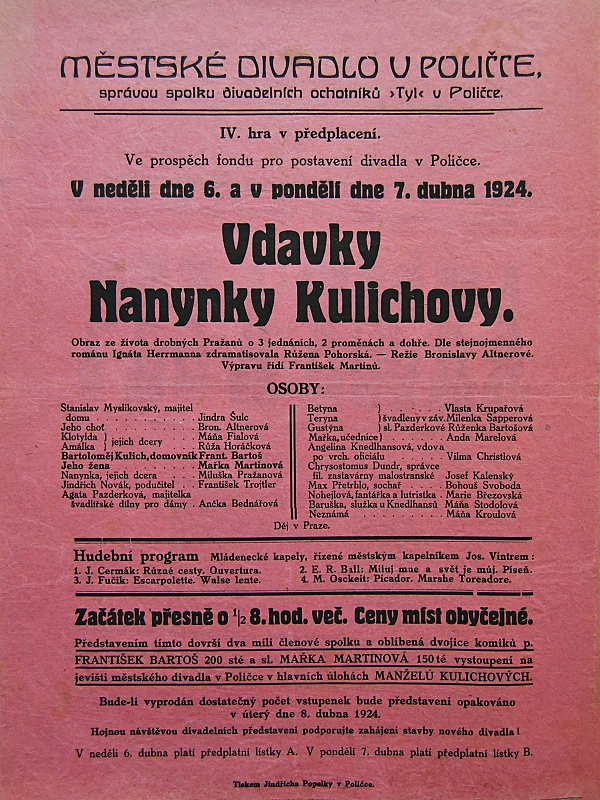 MĚSTSKÉ DIVADLO V POLIČCE,
správou spolku divadelních ochotníků ›Tyl‹ v Poličce.
IV. hra v předplacení.
Ve prospěch fondu pro postavení divadla v Poličce.
V neděli dne 6. a v pondělí dne 7. dubna 1924.
Vdavky
Nanynky Kulichovy.
Obraz ze života drobných Pražanů o 3 jednáních, 2 proměnách a dohře. Dle stejnojmenného
románu Ignáta Herrmanna zdramatisovala Růžena Pohorská. — Režie Bronislavy Altnerové.
Výpravu řídí František Martinů.
OSOBY:
Stanislav Myslíkovský, majitel
domu . . . . . . . . Jindra Šulc
Jeho choť . . . . . . . Bron. Altnerová
Klotylda } jejich dcery . . . Máňa Fialová
Amálka } . . . Růža Horáčková
Bartoloměj Kulich, domovník Frant. Bartoš
Jeho žena . . . . . . Mařka Martinová
Nanynka, jejich dcera . . . Miluška Pražanová
Jindřich Novák, podučitel . . František Trojtler
Agata Pazderková, majitelka
švadlířské dílny pro dámy . Ančka Bednářová
Betyna } . . . . . Vlasta Krupařová
Teryna } švadleny v záv. Milenka Sapperová
Gustýna } sl. Pazderkové Růženka Bartošová
Mařka, učednice } . . . . Anda Marelová
Angelina Knedlhansová, vdova
po vrch. oficiálu . . . Vilma Christlová
Chrysostomus Dundr, správce
fil. zastavárny malostranské Josef Kalenský
Max Přetrhlo, sochař . . . Bohouš Svoboda
Nohejlová, fantářka a lutristka . Marie Březovská
Baruška, služka u Knedlhansů Máňa Stodolová
Neznámá . . . . . . . Máňa Kroulová
Děj v Praze.
Hudební program Mládenecké kapely, řízené městským kapelníkem Jos. Vintrem:
1. J. Čermák: Různé cesty. Ouvertura.
2. E. R. Ball: Miluj mne a svět je můj. Píseň.
3. J. Fučík: Escarpolette. Walse lente.
4. M. Osckeit: Picador. Marshe Toreadore.
Začátek přesně o 1/2 8. hod. več. Ceny míst obyčejné.
Představením tímto dovrší dva milí členové spolku a oblíbená dvojice komiků p.
FRANTIŠEK BARTOŠ 200 sté a sl. MAŘKA MARTINOVÁ 150té vystoupení na
jevišti městského divadla v Poličce v hlavních úlohách MANŽELŮ KULICHOVÝCH.
Bude-li vyprodán dostatečný počet vstupenek bude představení opakováno
v úterý dne 8. dubna 1924.
Hojnou návštěvou divadelních představení podporujte zahájení stavby nového divadla!
V neděli 6. dubna platí předplatní lístky A. V pondělí 7. dubna platí předplatní lístky B.
Tiskem Jindřicha Popelky v Poličce.